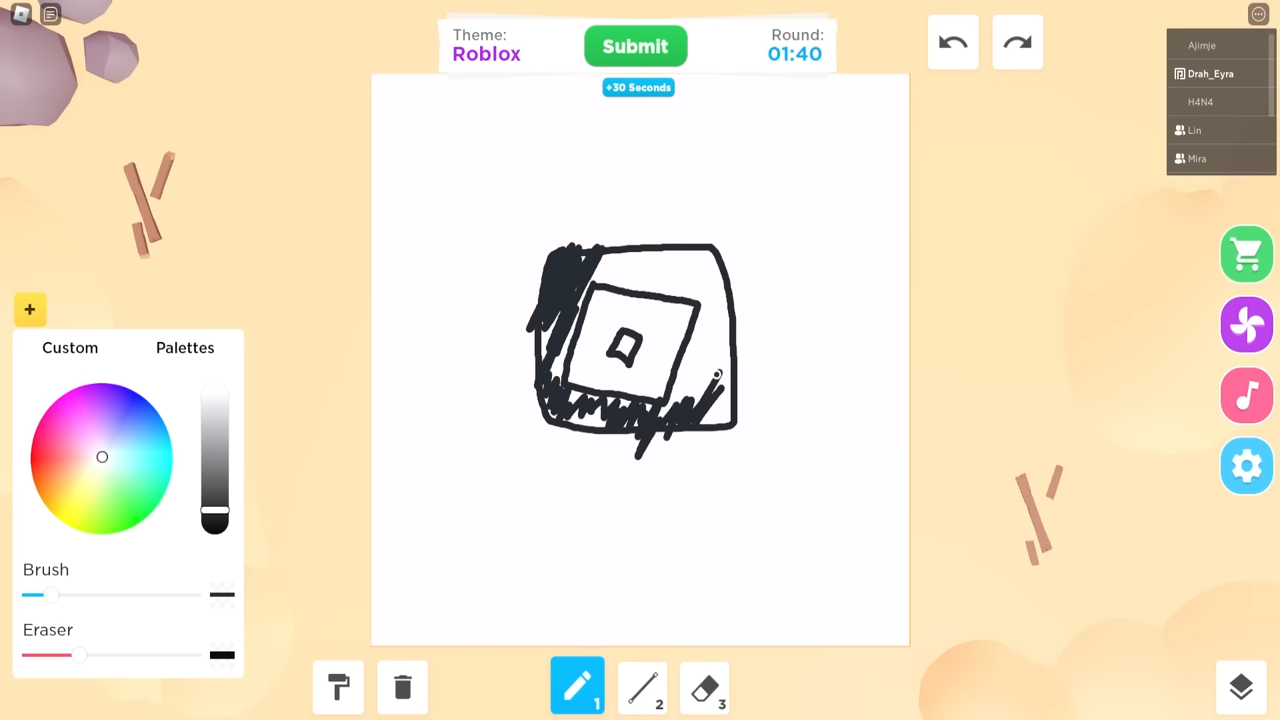 Theme:
Roblox
Submit
Round:
01:40
+30 Seconds
Ajimje
Drah_Eyra
H4N4
Lin
Mira
+
Custom
Palettes
Brush
Eraser
1
2
3